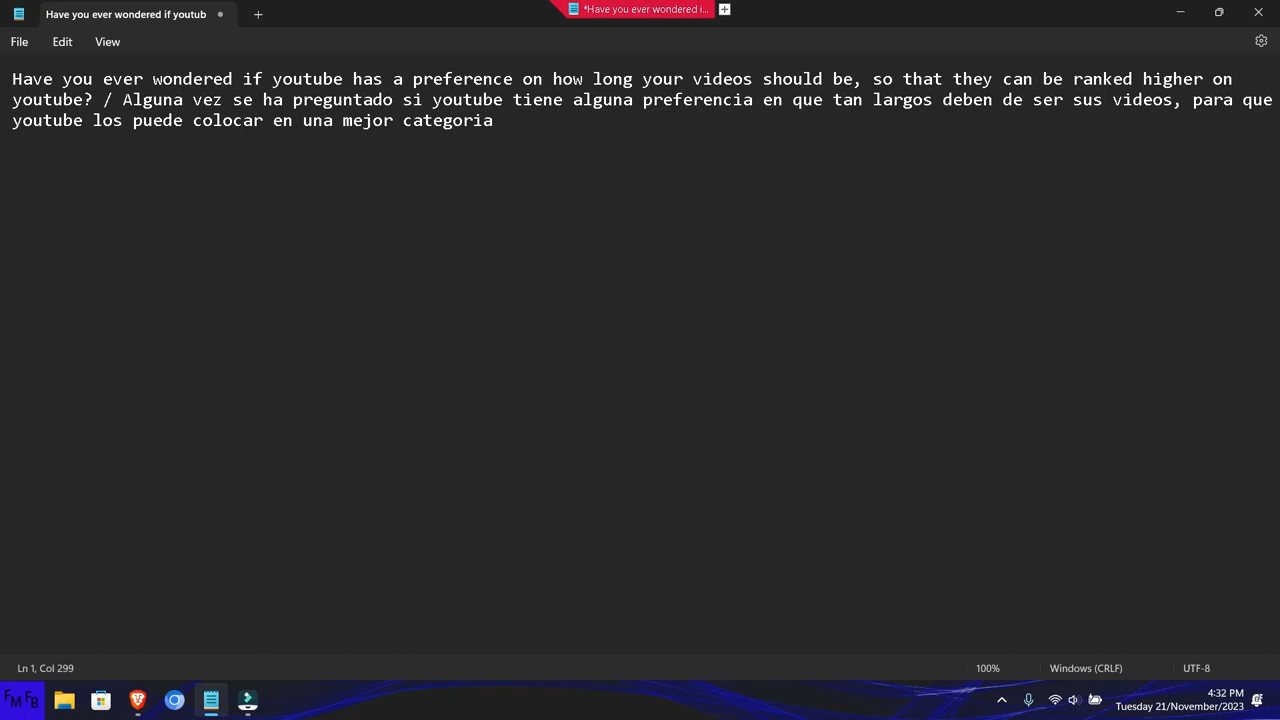 Have you ever wondered if youtub
*Have you ever wondered i...
File Edit View
Have you ever wondered if youtube has a preference on how long your videos should be, so that they can be ranked higher on
youtube? / Alguna vez se ha preguntado si youtube tiene alguna preferencia en que tan largos deben de ser sus videos, para que
youtube los puede colocar en una mejor categoria
Ln 1, Col 299
100%
Windows (CRLF)
UTF-8
FM FB
4:32 PM
Tuesday 21/November/2023